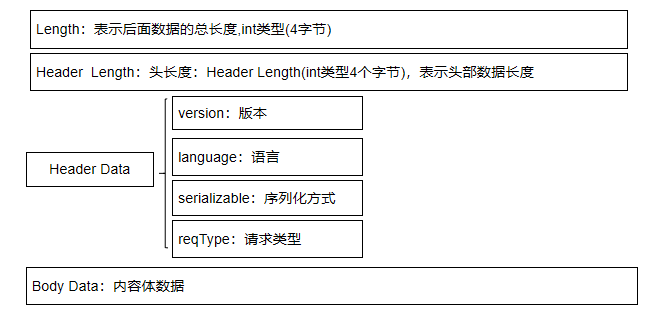 Length：表示后面数据的总长度,int类型(4字节)
Header Length：头长度：Header Length(int类型4个字节)，表示头部数据长度
version：版本
language：语言
Header Data
serializable：序列化方式
reqType：请求类型
Body Data：内容体数据